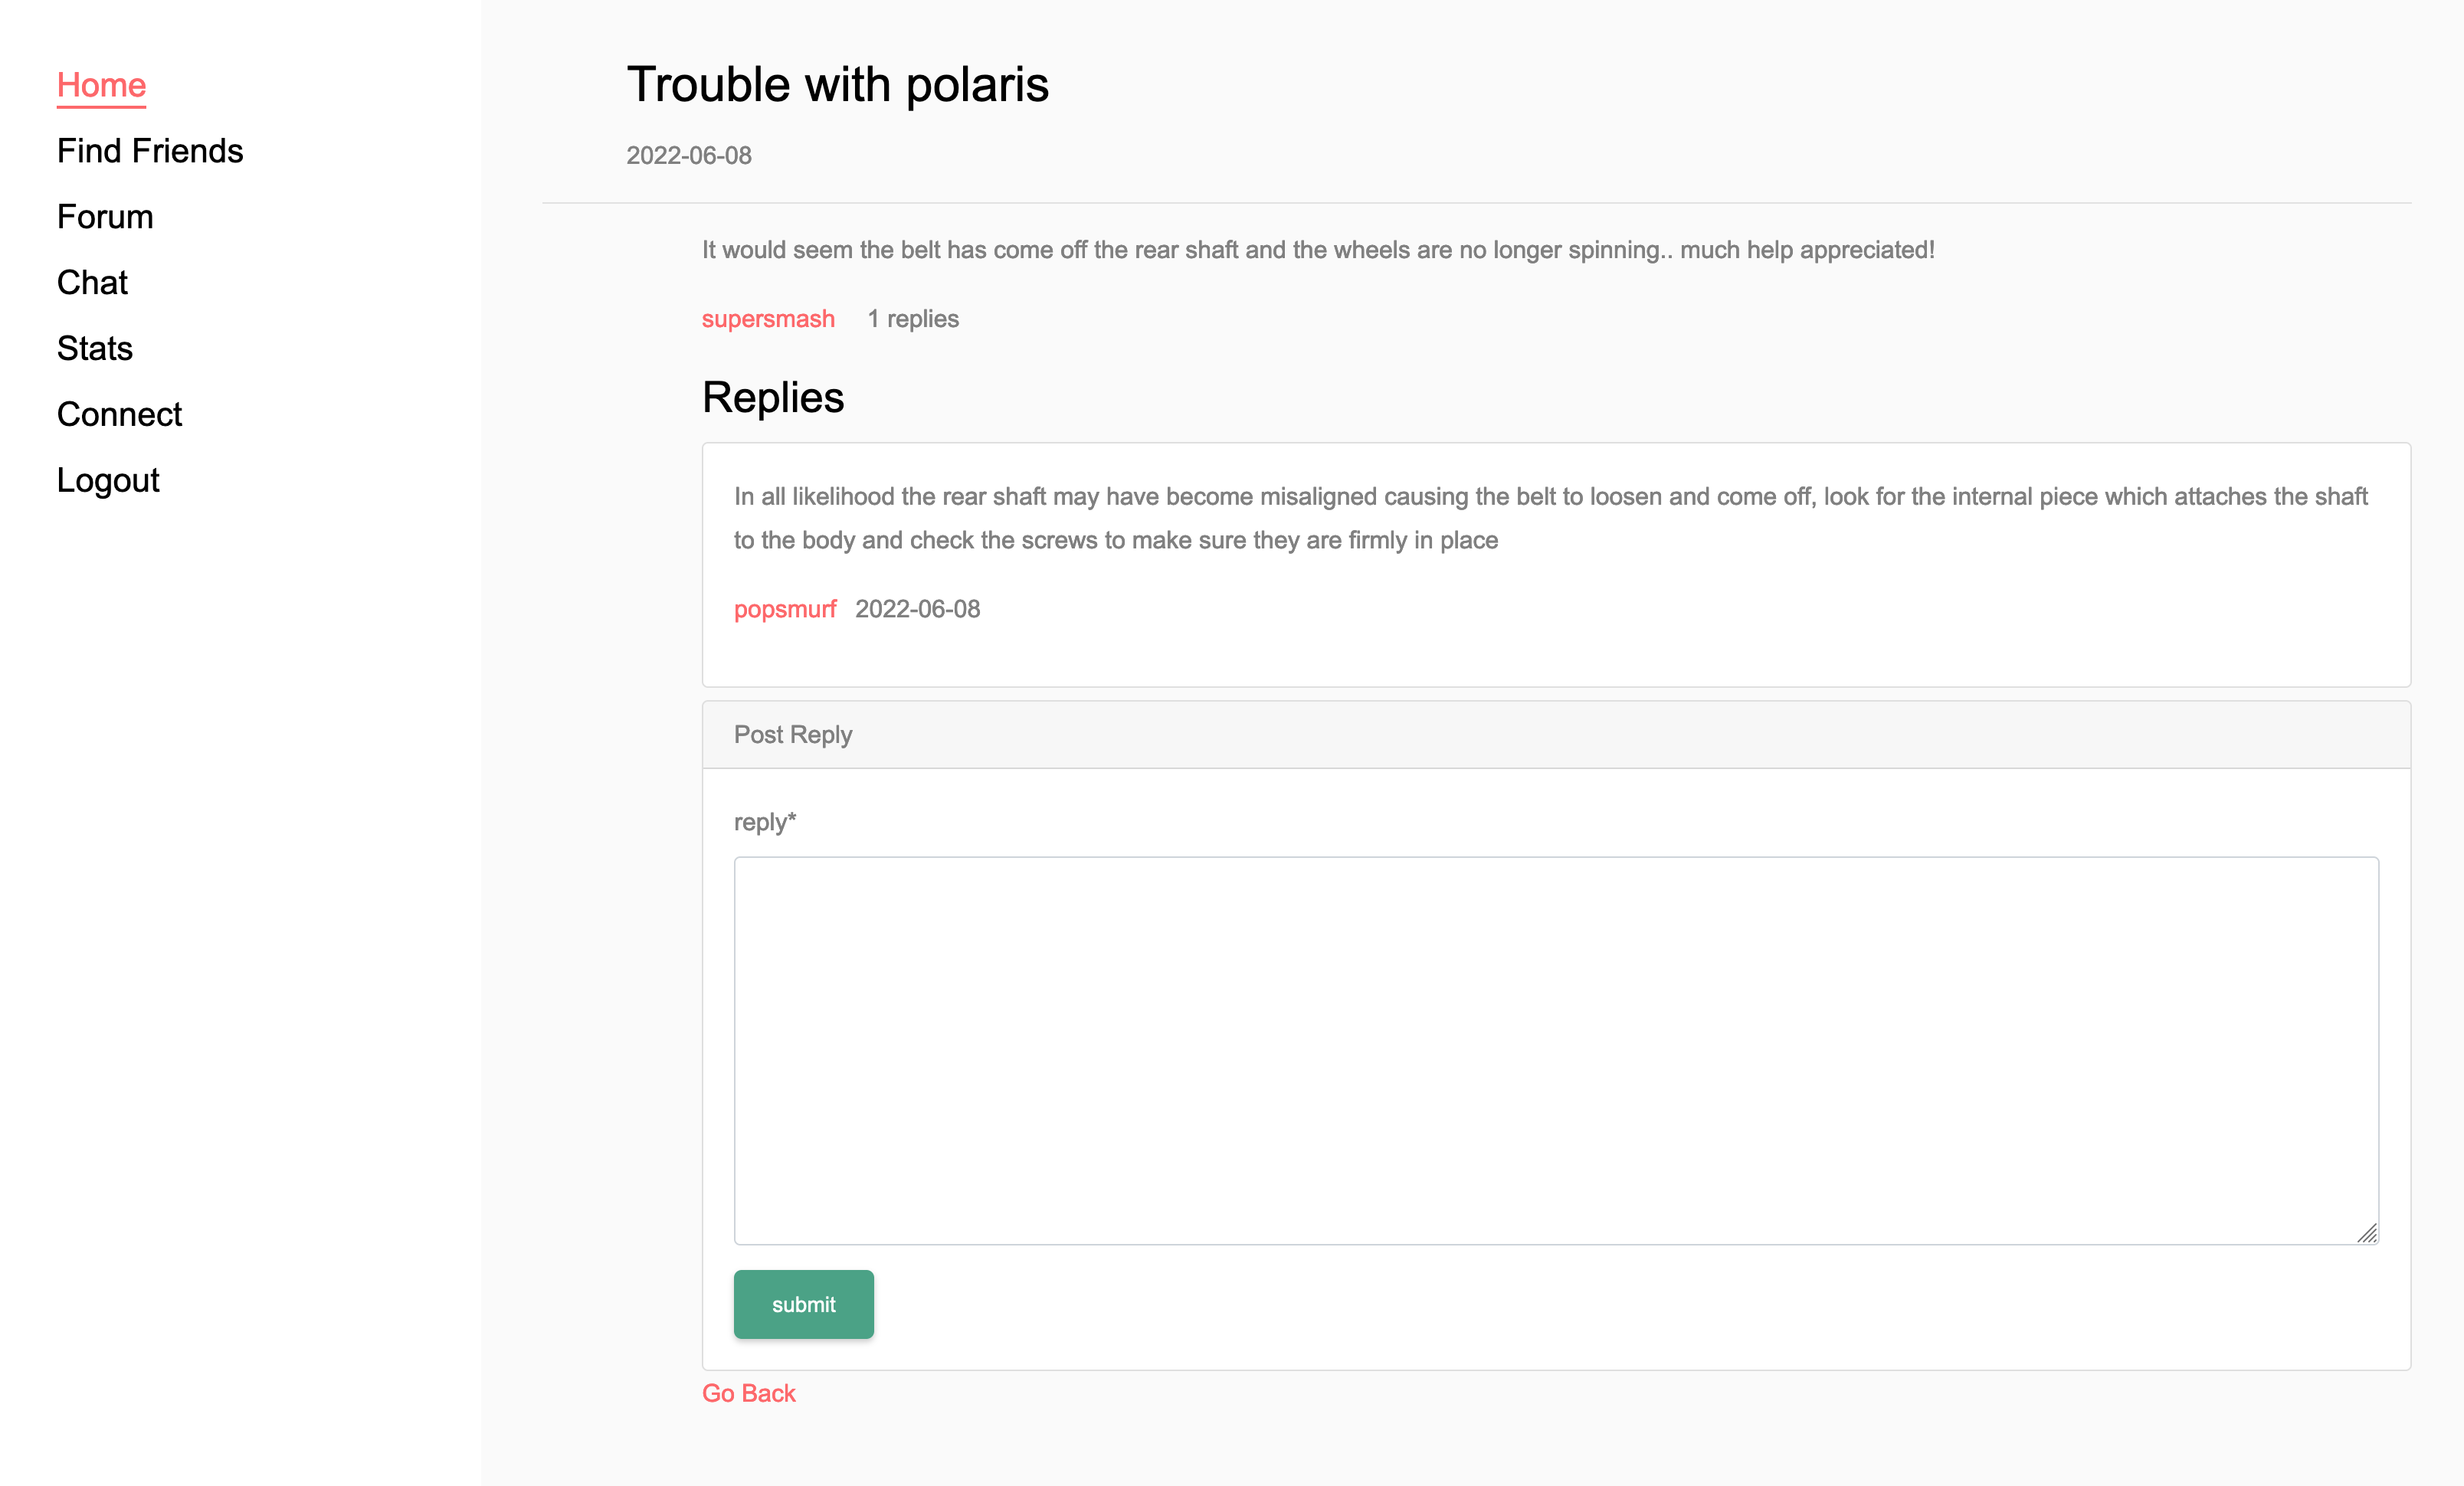 Home
Find Friends
Forum
Chat
Stats
Connect
Logout
Trouble with polaris
2022-06-08
It would seem the belt has come off the rear shaft and the wheels are no longer spinning.. much help appreciated!
supersmash 1 replies
Replies
In all likelihood the rear shaft may have become misaligned causing the belt to loosen and come off, look for the internal piece which attaches the shaft
to the body and check the screws to make sure they are firmly in place
popsmurf 2022-06-08
Post Reply
reply*
submit
Go Back